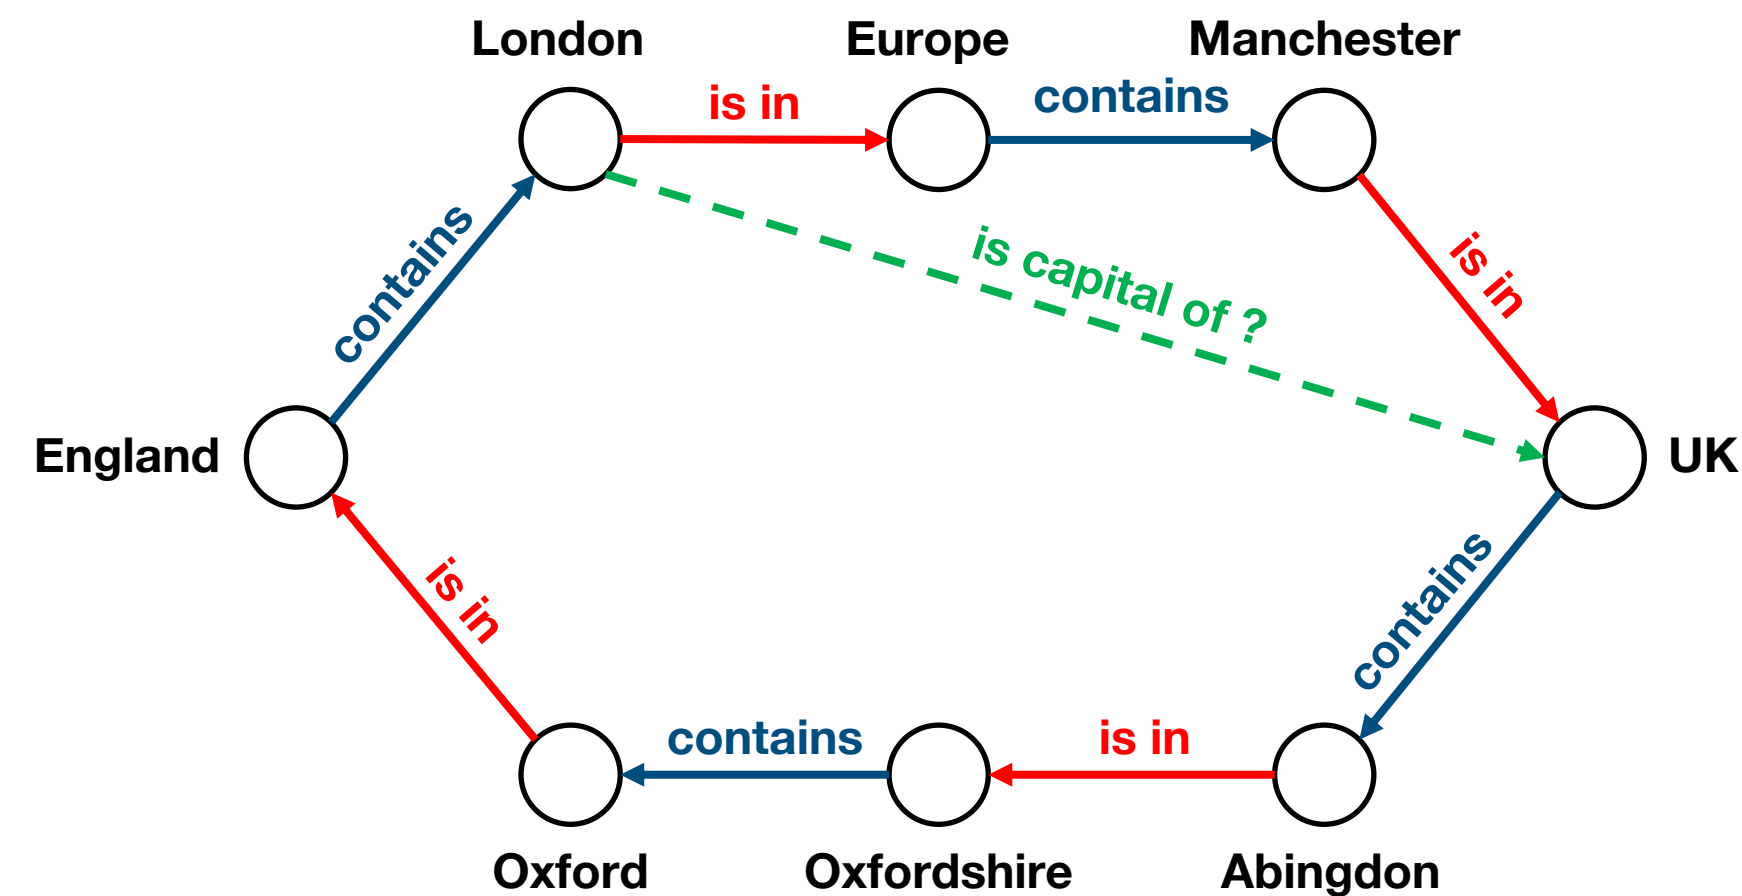 London
Europe
Manchester
is in
contains
contains
is capital of ?
is in
England
UK
is in
contains
contains
is in
Oxford
Oxfordshire
Abingdon